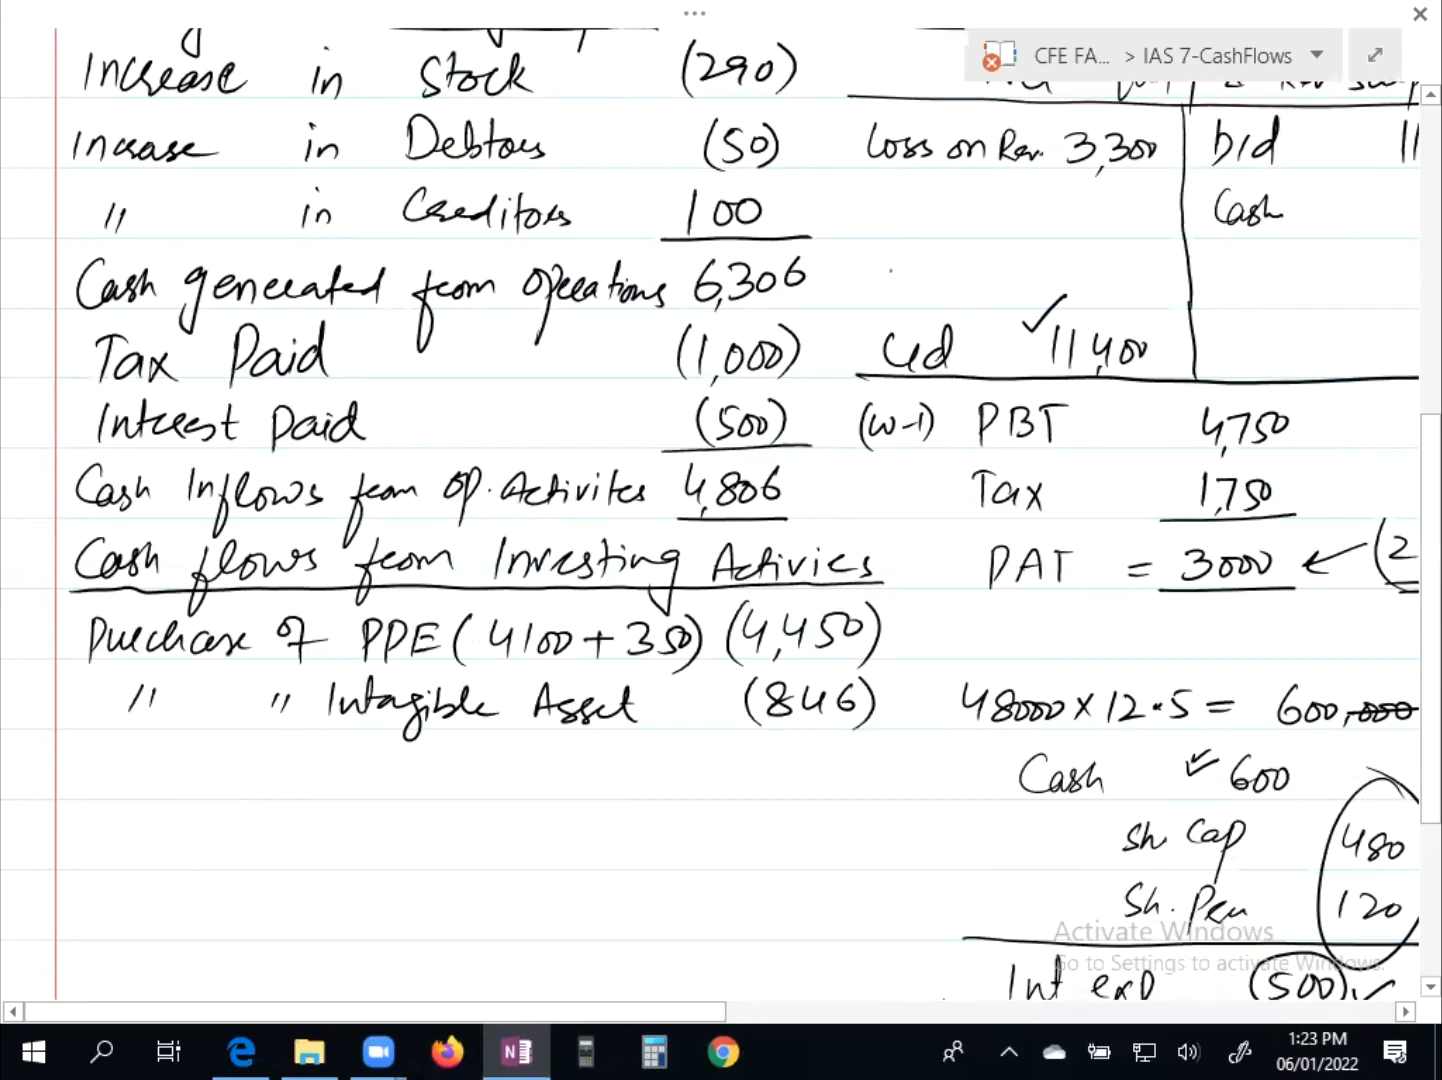 CFE FA... > IAS 7-CashFlows
Increase in Stock (290)
Incrase in Debtors (50)
Loss on Rev. 3,300
b/d 11
" in Creditors 100
Cash
Cash generated from operations 6,306
Tax Paid (1,000)
c/d ✓ 11,400
Interest Paid (500)
(W-1) PBT 4,750
Cash Inflows from Op. Activites 4,806
Tax 1,750
Cash flows from Investing Activies
PAT = 3000 ← (2
Purchase of PPE (4100 + 350) (4,450)
" " Intagible Asset (846)
48000 × 12.5 = 600,000
Cash 600
Sh. Cap 480
Sh. Pem 120
Activate Windows
Go to Settings to activate Windows.
Int exp (500) ✓
1:23 PM
06/01/2022